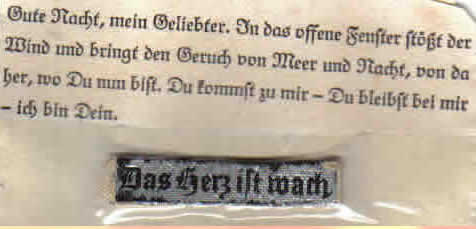 Gute Nacht, mein Geliebter. In das offene Fenster stößt der
Wind und bringt den Geruch von Meer und Nacht, von da
her, wo Du nun bist. Du kommst zu mir – Du bleibst bei mir
– ich bin Dein.
Das Herz ist wach